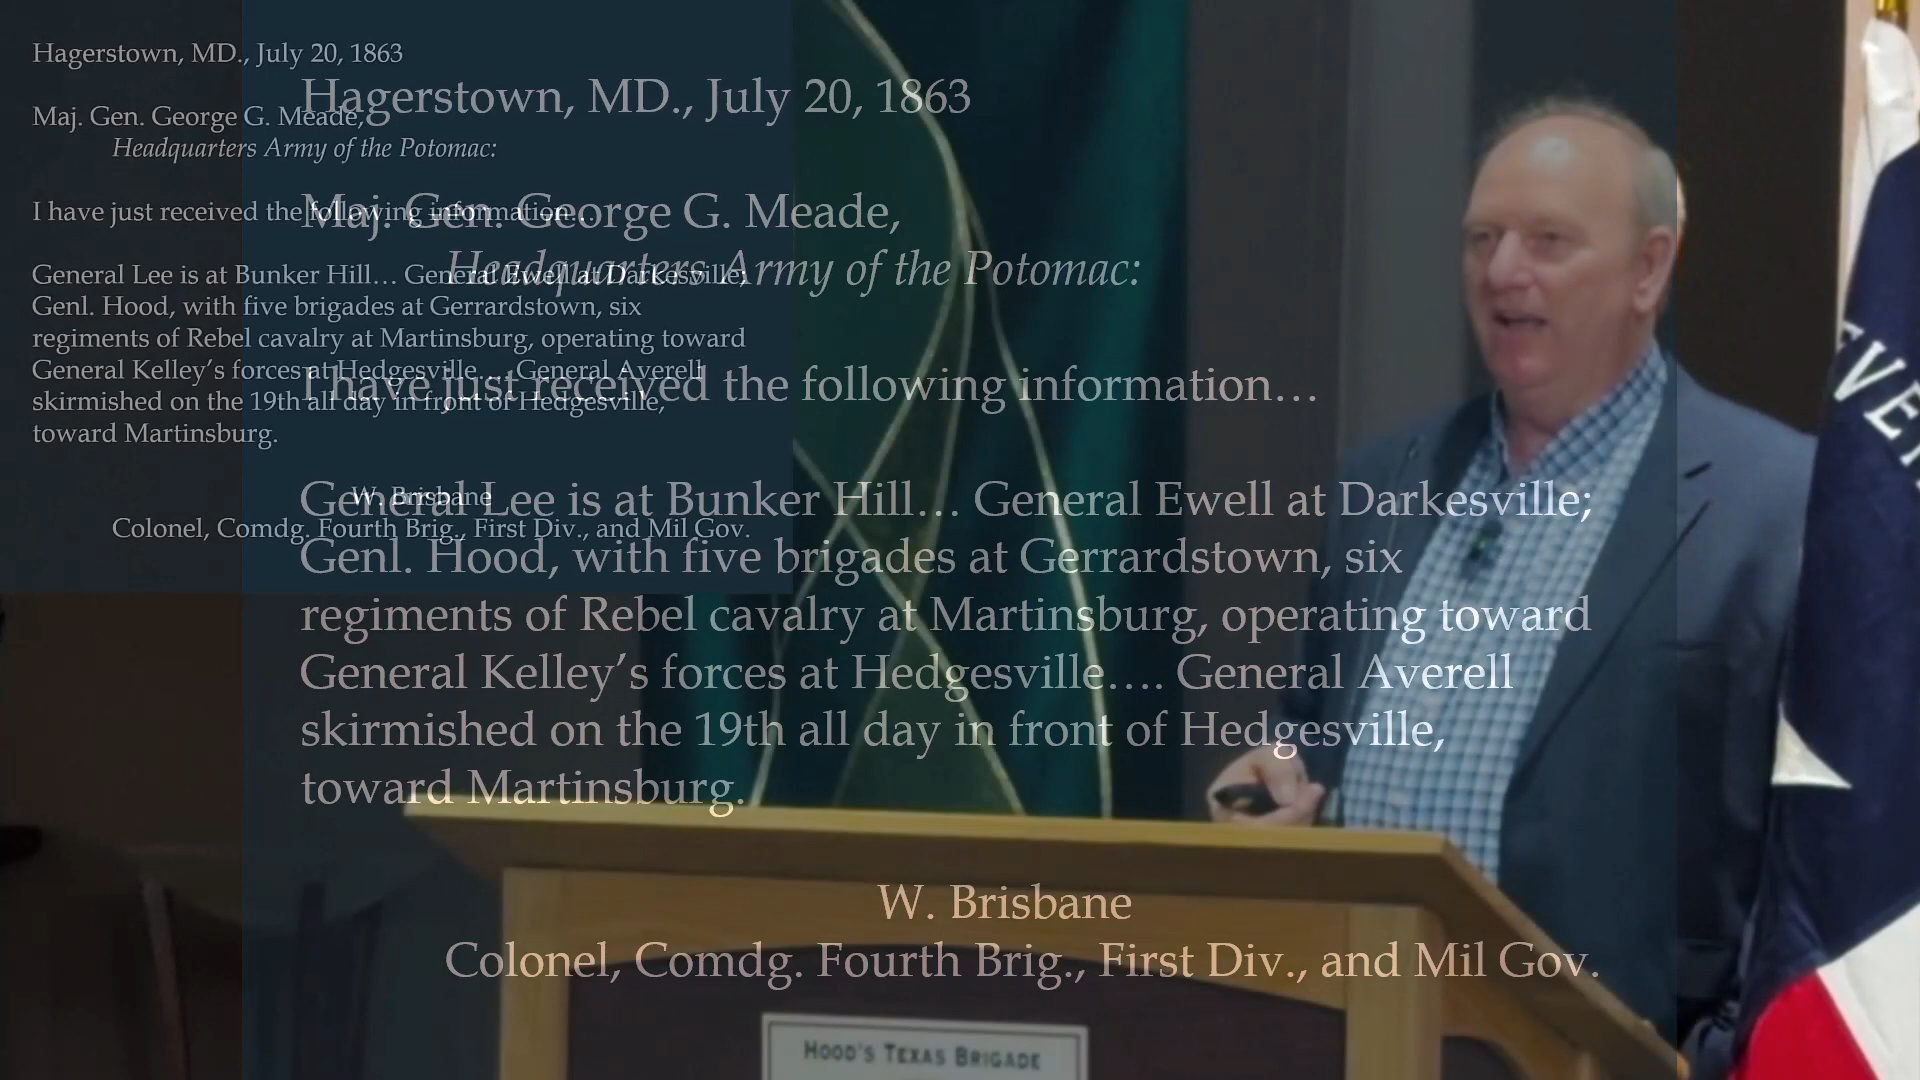 Hagerstown, MD., July 20, 1863
Maj. Gen. George G. Meade,
Headquarters Army of the Potomac:
I have just received the following information…
General Lee is at Bunker Hill… General Ewell at Darkesville;
Genl. Hood, with five brigades at Gerrardstown, six
regiments of Rebel cavalry at Martinsburg, operating toward
General Kelley’s forces at Hedgesville…. General Averell
skirmished on the 19th all day in front of Hedgesville,
toward Martinsburg.
W. Brisbane
Colonel, Comdg. Fourth Brig., First Div., and Mil Gov.
Hagerstown, MD., July 20, 1863
Maj. Gen. George G. Meade,
Headquarters Army of the Potomac:
I have just received the following information…
General Lee is at Bunker Hill… General Ewell at Darkesville;
Genl. Hood, with five brigades at Gerrardstown, six
regiments of Rebel cavalry at Martinsburg, operating toward
General Kelley’s forces at Hedgesville…. General Averell
skirmished on the 19th all day in front of Hedgesville,
toward Martinsburg.
W. Brisbane
Colonel, Comdg. Fourth Brig., First Div., and Mil Gov.
HOOD'S TEXAS BRIGADE